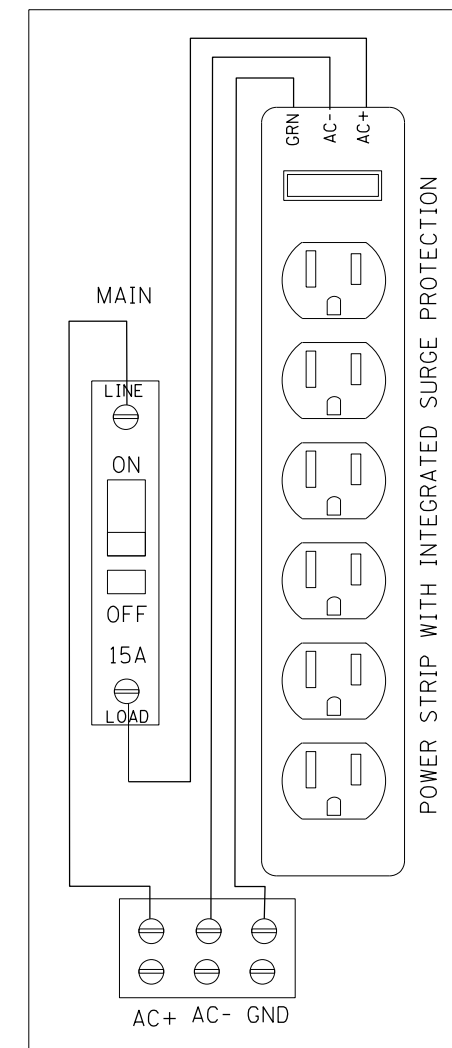 GRN
AC-
AC+
MAIN
LINE
ON
OFF
15A
LOAD
POWER STRIP WITH INTEGRATED SURGE PROTECTION
AC+ AC- GND